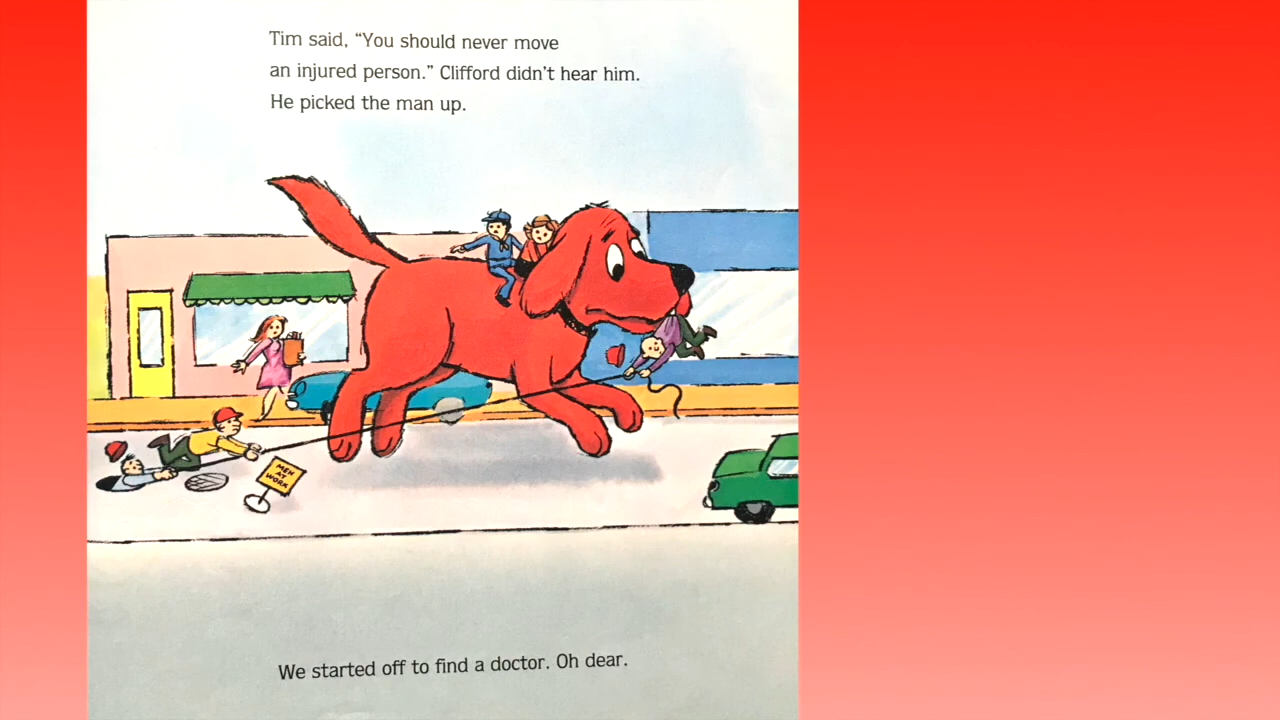 Tim said, “You should never move
an injured person.” Clifford didn’t hear him.
He picked the man up.
MEN
AT
WORK
We started off to find a doctor. Oh dear.